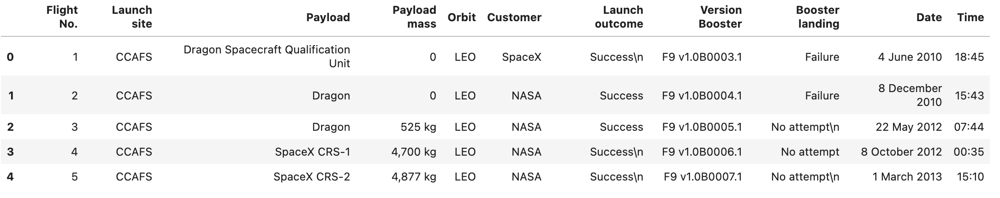 Flight No. Launch site Payload Payload mass Orbit Customer Launch outcome Version Booster Booster landing Date Time
0 1 CCAFS Dragon Spacecraft Qualification Unit 0 LEO SpaceX Success\n F9 v1.0B0003.1 Failure 4 June 2010 18:45
1 2 CCAFS Dragon 0 LEO NASA Success F9 v1.0B0004.1 Failure 8 December 2010 15:43
2 3 CCAFS Dragon 525 kg LEO NASA Success F9 v1.0B0005.1 No attempt\n 22 May 2012 07:44
3 4 CCAFS SpaceX CRS-1 4,700 kg LEO NASA Success\n F9 v1.0B0006.1 No attempt 8 October 2012 00:35
4 5 CCAFS SpaceX CRS-2 4,877 kg LEO NASA Success\n F9 v1.0B0007.1 No attempt\n 1 March 2013 15:10